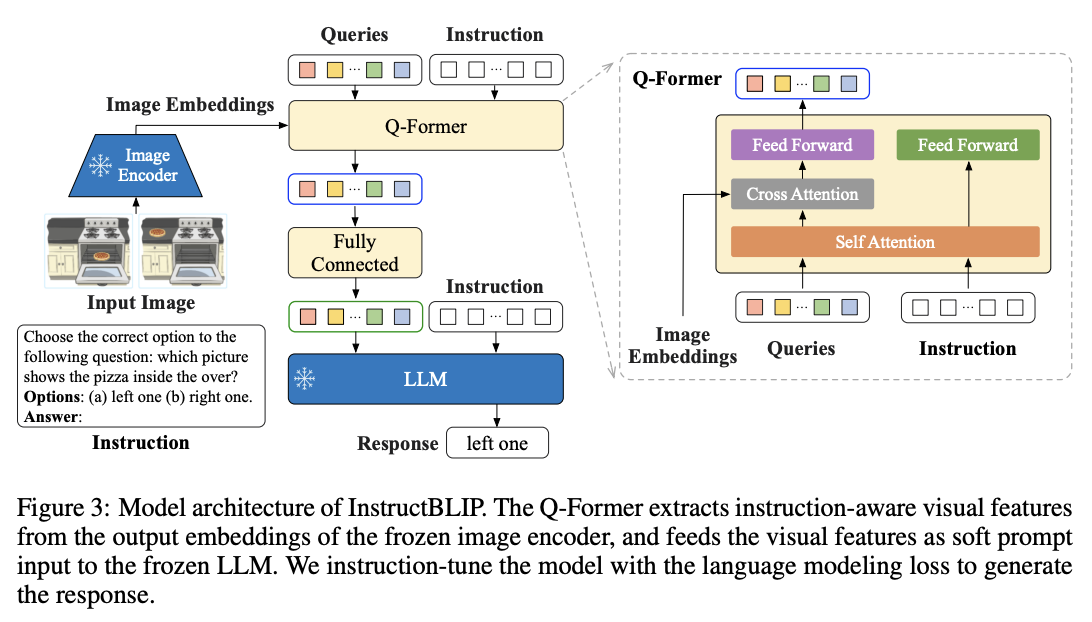 Queries
Instruction
Image Embeddings
Q-Former
Image
Encoder
Input Image
Fully
Connected
Instruction
LLM
Response
left one
Choose the correct option to the
following question: which picture
shows the pizza inside the over?
Options: (a) left one (b) right one.
Answer:
Instruction
Q-Former
Feed Forward
Feed Forward
Cross Attention
Self Attention
Image
Embeddings
Queries
Instruction
Figure 3: Model architecture of InstructBLIP. The Q-Former extracts instruction-aware visual features
from the output embeddings of the frozen image encoder, and feeds the visual features as soft prompt
input to the frozen LLM. We instruction-tune the model with the language modeling loss to generate
the response.